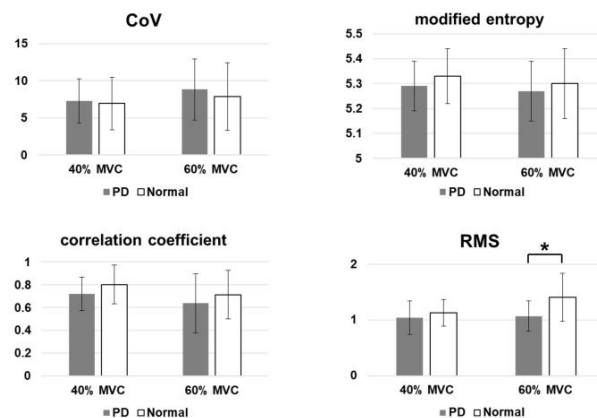 CoV
15
10
5
0
40% MVC 60% MVC
PD Normal
modified entropy
5.5
5.4
5.3
5.2
5.1
5
40% MVC 60% MVC
PD Normal
correlation coefficient
1
0.8
0.6
0.4
0.2
0
40% MVC 60% MVC
PD Normal
RMS
*
2
1
0
40% MVC 60% MVC
PD Normal